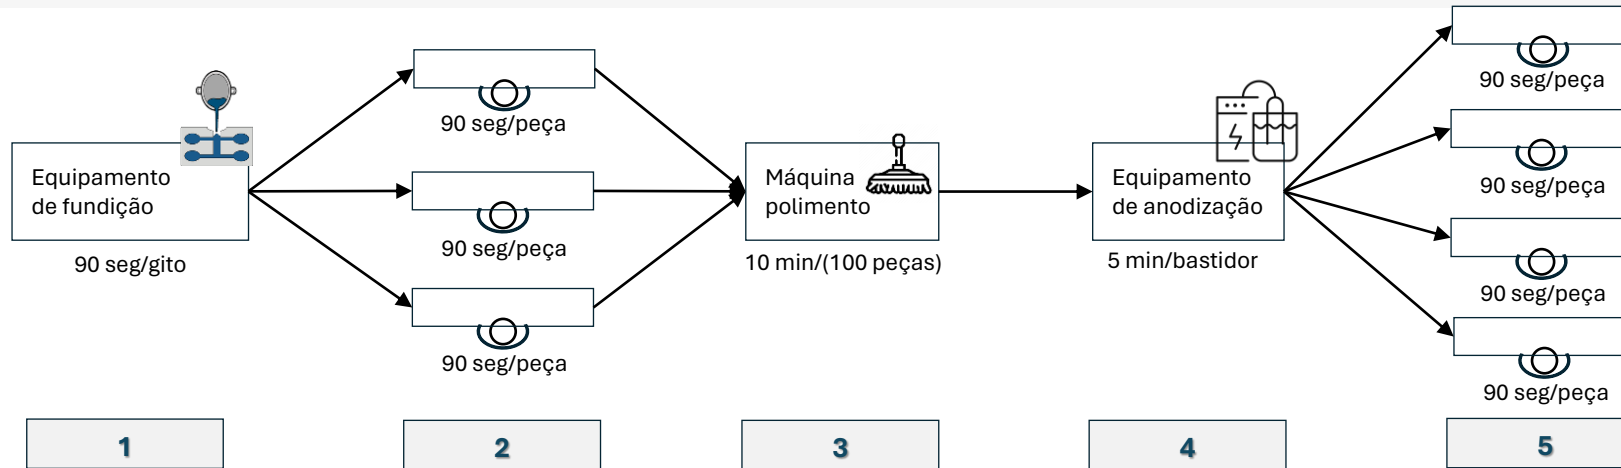 90 seg/peça
90 seg/peça
90 seg/peça
90 seg/peça
Equipamento
de fundição
90 seg/gito
90 seg/peça
90 seg/peça
Máquina
polimento
10 min/(100 peças)
Equipamento
de anodização
5 min/bastidor
90 seg/peça
1
2
3
4
5